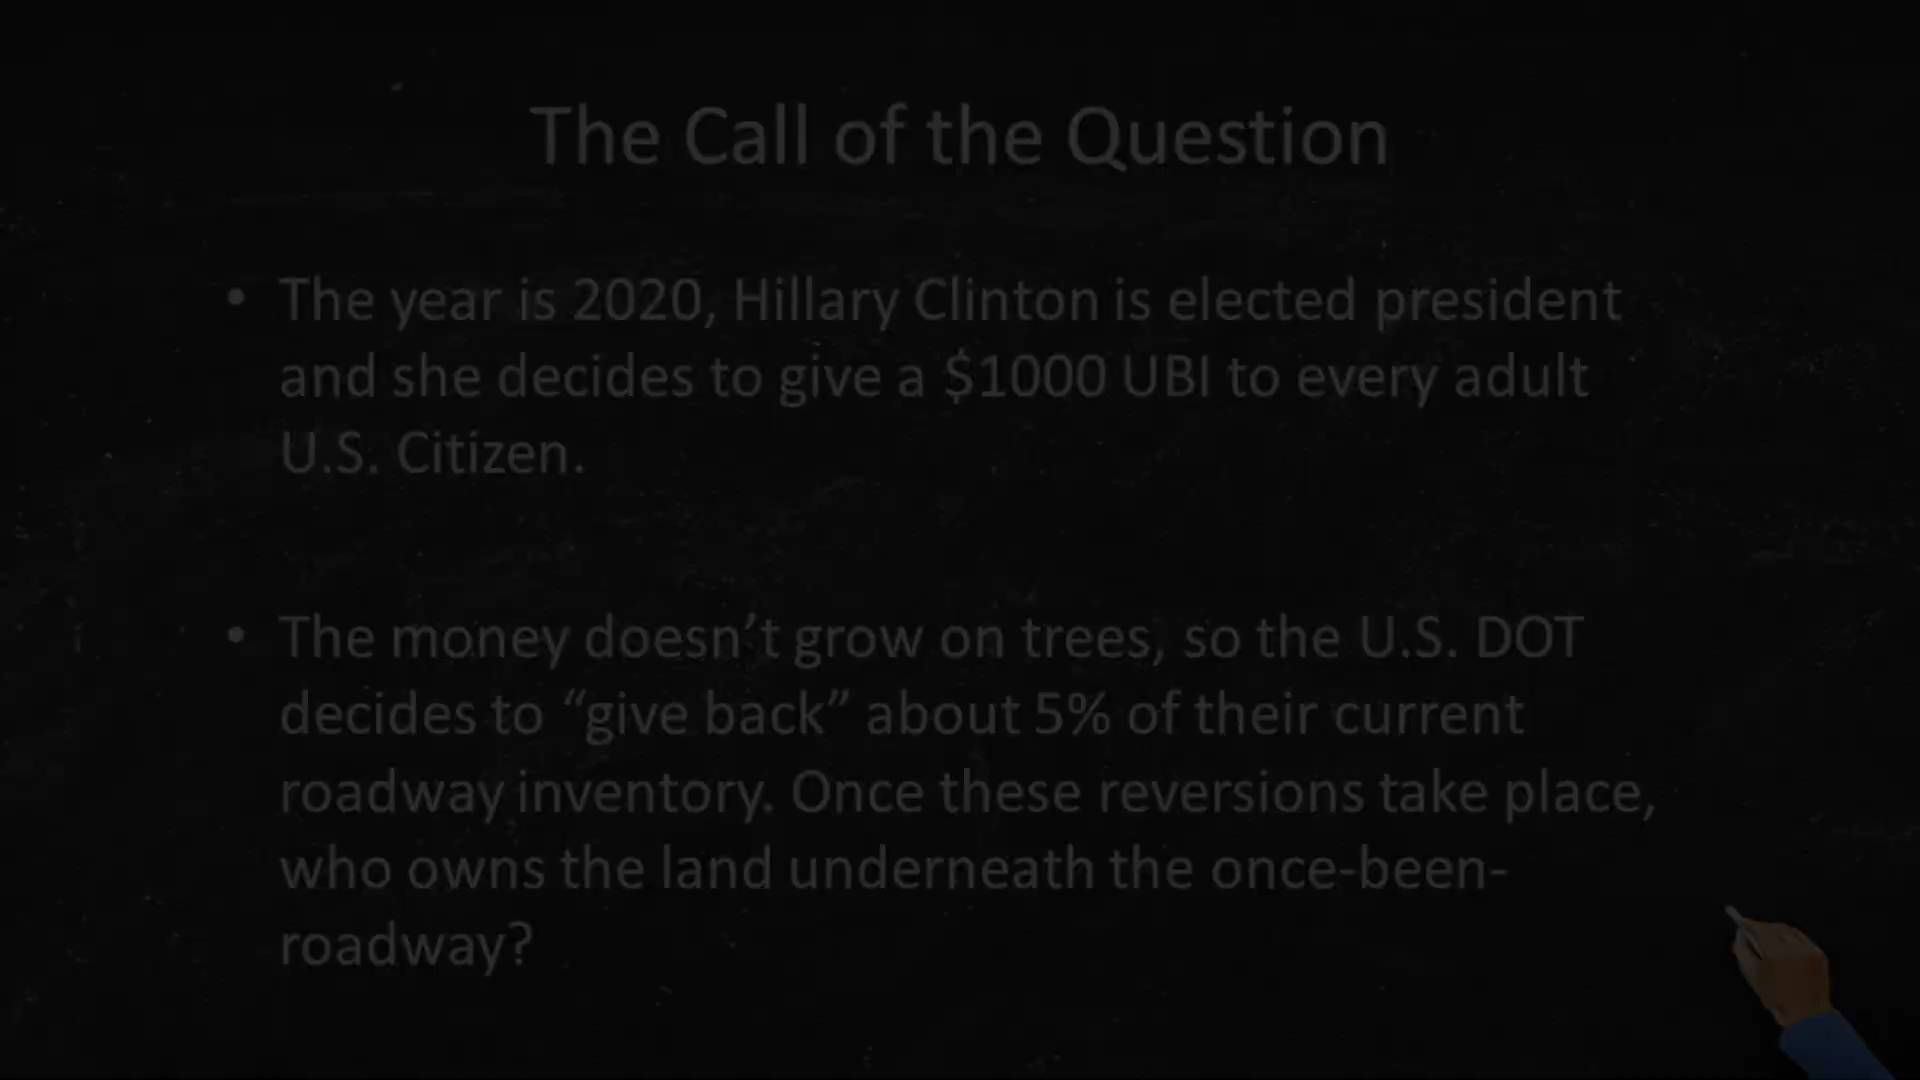 The Call of the Question
• The year is 2020, Hillary Clinton is elected president
and she decides to give a $1000 UBI to every adult
U.S. Citizen.
• The money doesn’t grow on trees, so the U.S. DOT
decides to “give back” about 5% of their current
roadway inventory. Once these reversions take place,
who owns the land underneath the once-been-
roadway?